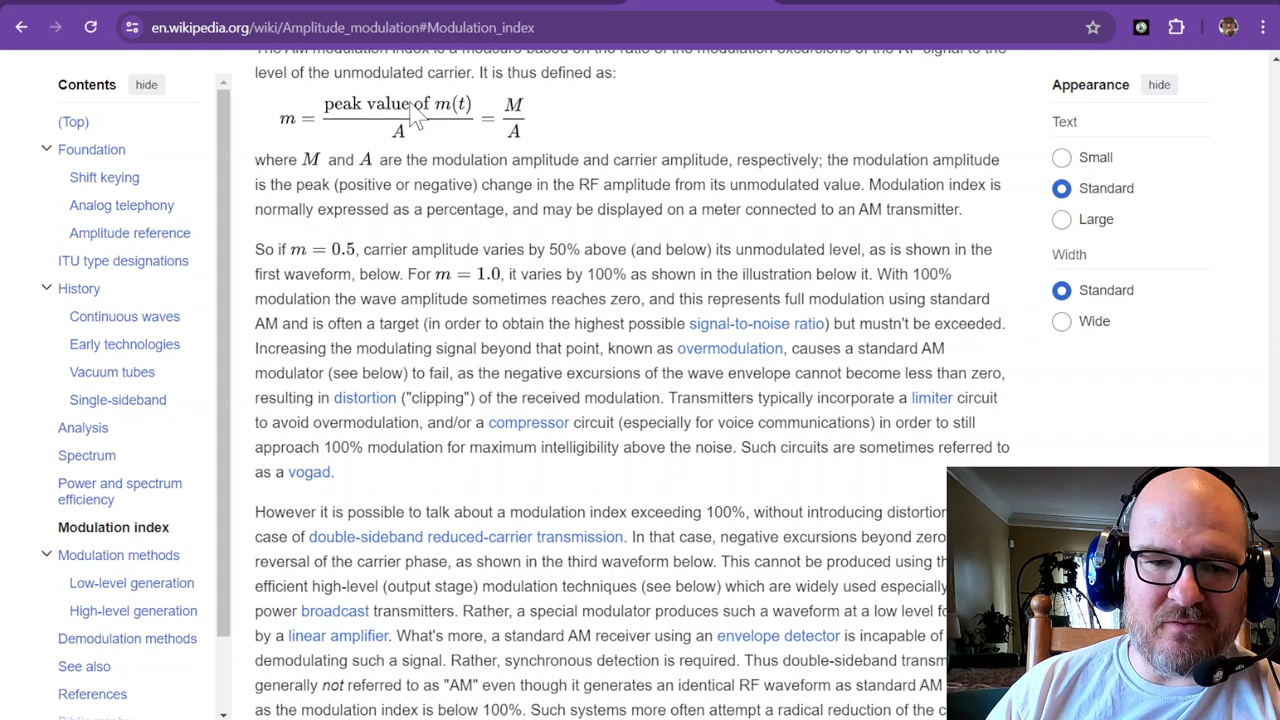 en.wikipedia.org/wiki/Amplitude_modulation#Modulation_index
Contents
hide
(Top)
Foundation
Shift keying
Analog telephony
Amplitude reference
ITU type designations
History
Continuous waves
Early technologies
Vacuum tubes
Single-sideband
Analysis
Spectrum
Power and spectrum
efficiency
Modulation index
Modulation methods
Low-level generation
High-level generation
Demodulation methods
See also
References
Bibliography
The AM modulation index is a measure based on the ratio of the modulation excursions of the RF signal to the
level of the unmodulated carrier. It is thus defined as:
m = peak value of m(t) / A = M / A
where M and A are the modulation amplitude and carrier amplitude, respectively; the modulation amplitude
is the peak (positive or negative) change in the RF amplitude from its unmodulated value. Modulation index is
normally expressed as a percentage, and may be displayed on a meter connected to an AM transmitter.
So if m = 0.5, carrier amplitude varies by 50% above (and below) its unmodulated level, as is shown in the
first waveform, below. For m = 1.0, it varies by 100% as shown in the illustration below it. With 100%
modulation the wave amplitude sometimes reaches zero, and this represents full modulation using standard
AM and is often a target (in order to obtain the highest possible signal-to-noise ratio) but mustn't be exceeded.
Increasing the modulating signal beyond that point, known as overmodulation, causes a standard AM
modulator (see below) to fail, as the negative excursions of the wave envelope cannot become less than zero,
resulting in distortion ("clipping") of the received modulation. Transmitters typically incorporate a limiter circuit
to avoid overmodulation, and/or a compressor circuit (especially for voice communications) in order to still
approach 100% modulation for maximum intelligibility above the noise. Such circuits are sometimes referred to
as a vogad.
However it is possible to talk about a modulation index exceeding 100%, without introducing distortion
case of double-sideband reduced-carrier transmission. In that case, negative excursions beyond zero
reversal of the carrier phase, as shown in the third waveform below. This cannot be produced using the
efficient high-level (output stage) modulation techniques (see below) which are widely used especially
power broadcast transmitters. Rather, a special modulator produces such a waveform at a low level fo
by a linear amplifier. What's more, a standard AM receiver using an envelope detector is incapable of
demodulating such a signal. Rather, synchronous detection is required. Thus double-sideband transm
generally not referred to as "AM" even though it generates an identical RF waveform as standard AM
as the modulation index is below 100%. Such systems more often attempt a radical reduction of the c
Appearance
hide
Text
Small
Standard
Large
Width
Standard
Wide